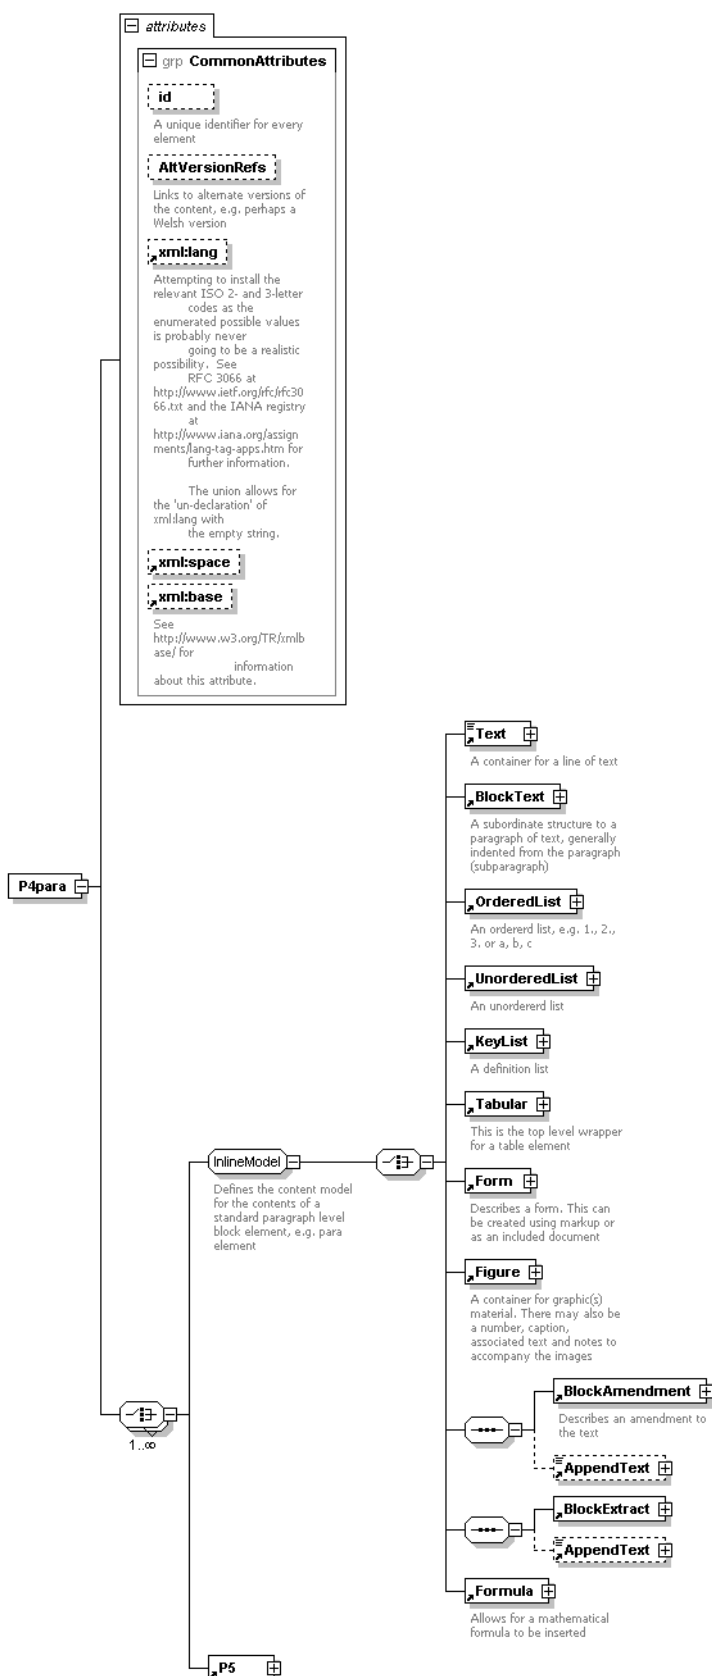 attributes
grp CommonAttributes
id
A unique identifier for every
element
AltVersionRefs
Links to alternate versions of
the content, e.g. perhaps a
Welsh version
xml:lang
Attempting to install the
relevant ISO 2- and 3-letter
codes as the
enumerated possible values
is probably never
going to be a realistic
possibility. See
RFC 3066 at
http://www.ietf.org/rfc/rfc30
66.txt and the IANA registry
at
http://www.iana.org/assign
ments/lang-tag-apps.htm for
further information.
The union allows for
the 'un-declaration' of
xml:lang with
the empty string.
xml:space
xml:base
See
http://www.w3.org/TR/xmlb
ase/ for
information
about this attribute.
Text
A container for a line of text
BlockText
A subordinate structure to a
paragraph of text, generally
indented from the paragraph
(subparagraph)
P4para
OrderedList
An ordererd list, e.g. 1., 2.,
3. or a, b, c
UnorderedList
An unordererd list
KeyList
A definition list
Tabular
This is the top level wrapper
for a table element
InlineModel
Defines the content model
for the contents of a
standard paragraph level
block element, e.g. para
element
Form
Describes a form. This can
be created using markup or
as an included document
Figure
A container for graphic(s)
material. There may also be
a number, caption,
associated text and notes to
accompany the images
1..∞
BlockAmendment
Describes an amendment to
the text
AppendText
BlockExtract
AppendText
Formula
Allows for a mathematical
formula to be inserted
P5